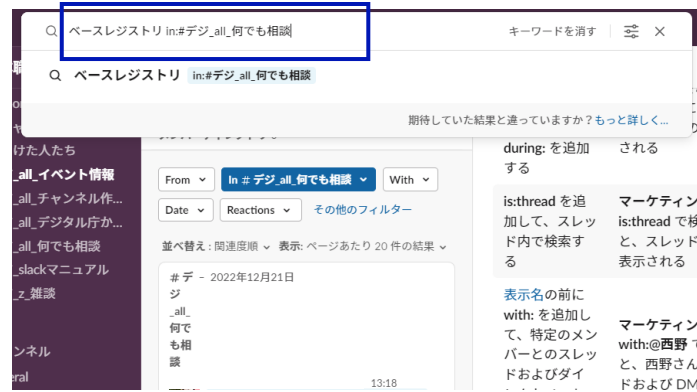 ベースレジストリ in:#デジ_all_何でも相談
キーワードを消す
ベースレジストリ in:#デジ_all_何でも相談
期待していた結果と違っていますか？もっと詳しく...
けた人たち
_all_イベント情報
_all_チャンネル作...
_all_デジタル庁か...
_all_何でも相談
_slackマニュアル
_z_雑談
ンネル
eral
From
In # デジ_all_何でも相談
With
Date
Reactions
その他のフィルター
並べ替え : 関連度順 表示: ページあたり 20 件の結果
# デジ_all_何でも相談 – 2022年12月21日
13:18
during: を追加
する
される
is:thread を追
加して、スレッ
ド内で検索す
る
マーケティン
is:thread で検
と、スレッド
表示される
表示名の前に
with: を追加し
て、特定のメン
バーとのスレッ
ドおよびダイ
マーケティン
with:@西野 で
と、西野さん
ドおよび DM